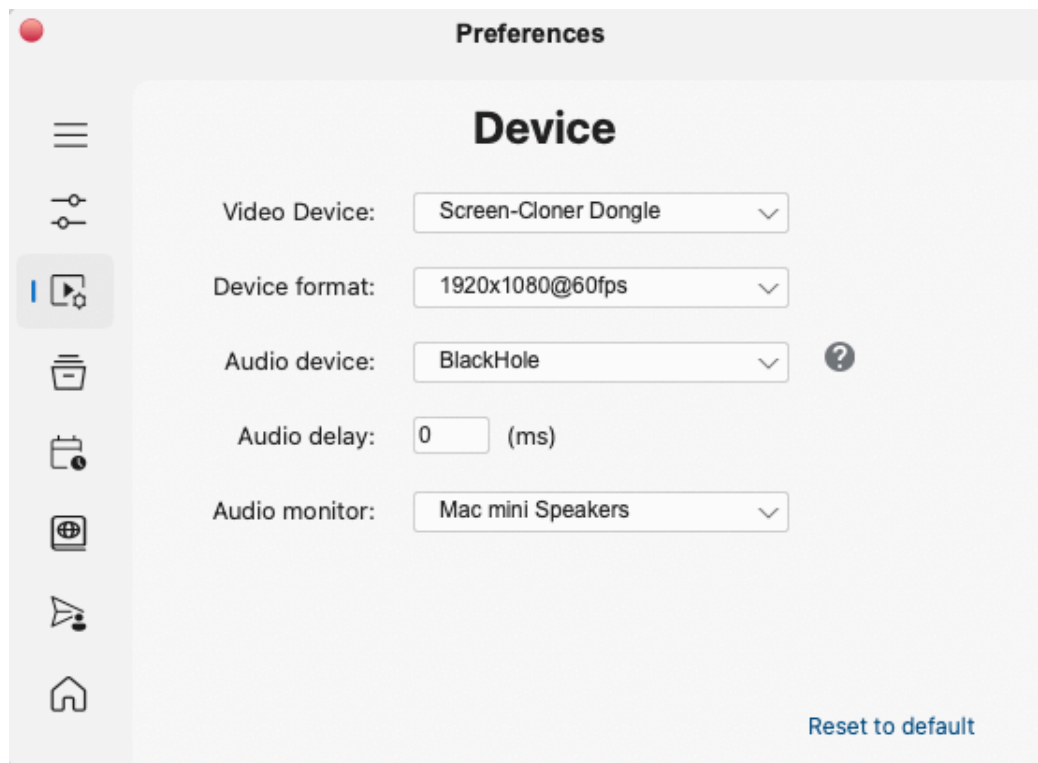 Preferences
Device
Video Device: Screen-Cloner Dongle
Device format: 1920x1080@60fps
Audio device: BlackHole
Audio delay: 0 (ms)
Audio monitor: Mac mini Speakers
Reset to default